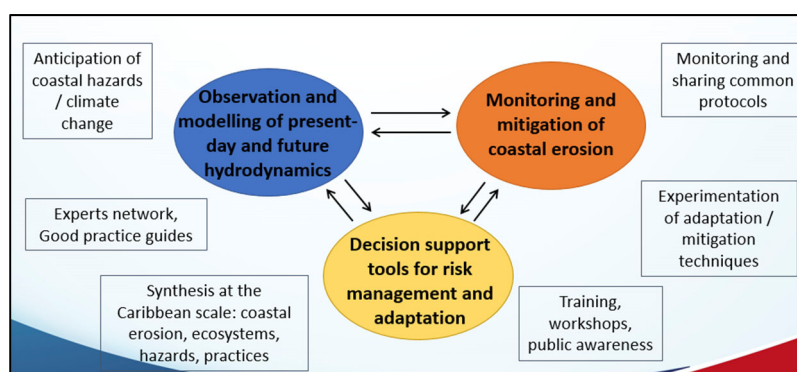 Anticipation of
coastal hazards
/ climate
change
Observation and
modelling of present-
day and future
hydrodynamics
Monitoring and
mitigation of
coastal erosion
Monitoring and
sharing common
protocols
Experts network,
Good practice guides
Decision support
tools for risk
management and
adaptation
Experimentation
of adaptation /
mitigation
techniques
Synthesis at the
Caribbean scale: coastal
erosion, ecosystems,
hazards, practices
Training,
workshops,
public awareness